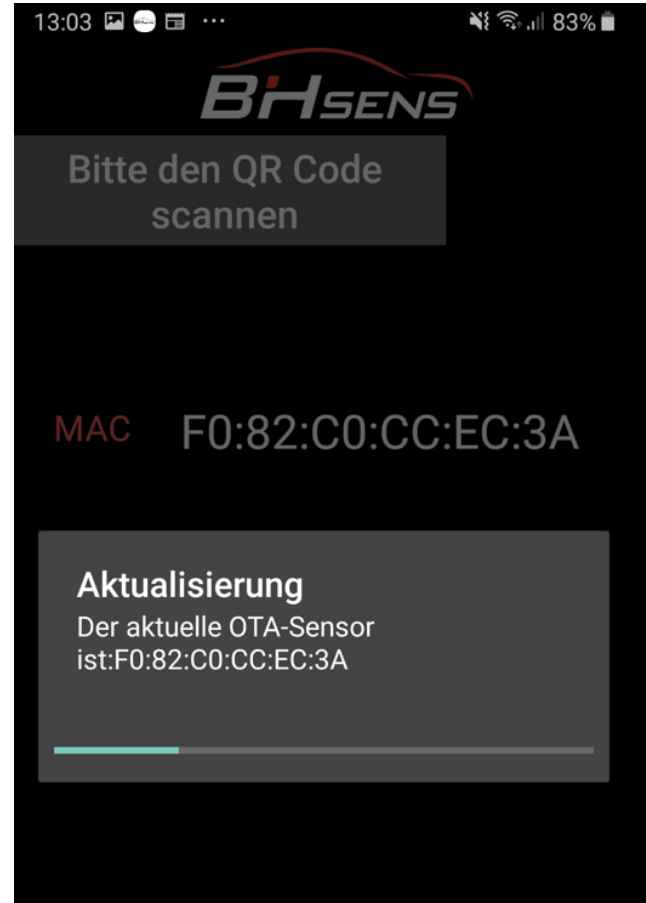 13:03 ... 83%
BHSENS
Bitte den QR Code
scannen
MAC F0:82:C0:CC:EC:3A
Aktualisierung
Der aktuelle OTA-Sensor
ist:F0:82:C0:CC:EC:3A